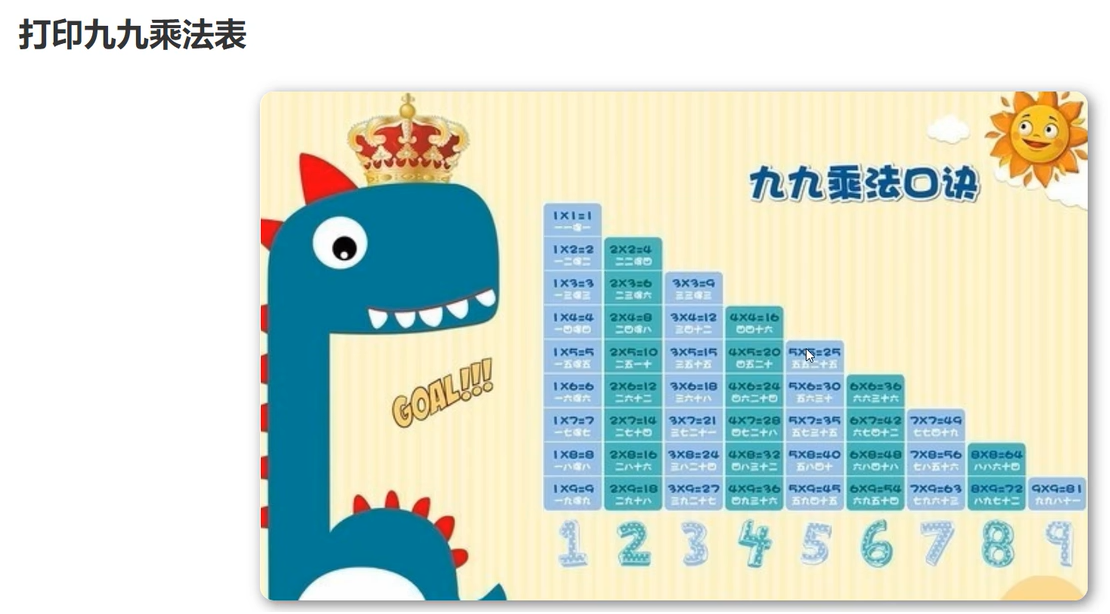 打印九九乘法表
九九乘法口诀
1X1=1
一一得一
1X2=2 2X2=4
一二得二 二二得四
1X3=3 2X3=6 3X3=9
一三得三 二三得六 三三得三
1X4=4 2X4=8 3X4=12 4X4=16
一四得四 二四得八 三四十二 四四十六
1X5=5 2X5=10 3X5=15 4X5=20 5X5=25
一五得五 二五一十 三五十五 四五二十 五五二十五
1X6=6 2X6=12 3X6=18 4X6=24 5X6=30 6X6=36
一六得六 二六十二 三六十八 四六二十四 五六三十 六六三十六
1X7=7 2X7=14 3X7=21 4X7=28 5X7=35 6X7=42 7X7=49
一七得七 二七十四 三七二十一 四七二十八 五七三十五 六七四十二 七七四十九
1X8=8 2X8=16 3X8=24 4X8=32 5X8=40 6X8=48 7X8=56 8X8=64
一八得八 二八十六 三八二十四 四八三十二 五八四十 六八四十八 七八五十六 八八六十四
1X9=9 2X9=18 3X9=27 4X9=36 5X9=45 6X9=54 7X9=63 8X9=72 9X9=81
一九得九 二九十八 三九二十七 四九三十六 五九四十五 六九五十四 七九六十三 八九七十二 九九八十一
GOAL!!!
1 2 3 4 5 6 7 8 9